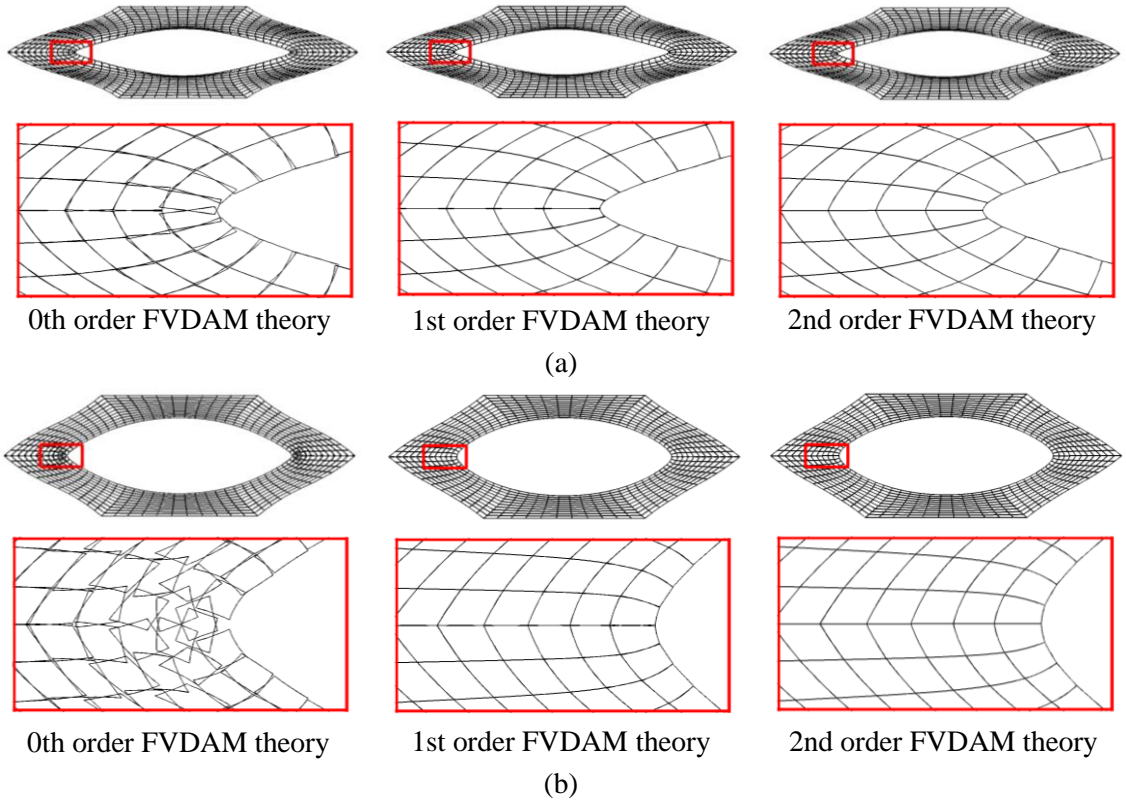 0th order FVDAM theory
1st order FVDAM theory
2nd order FVDAM theory
(a)
0th order FVDAM theory
1st order FVDAM theory
2nd order FVDAM theory
(b)